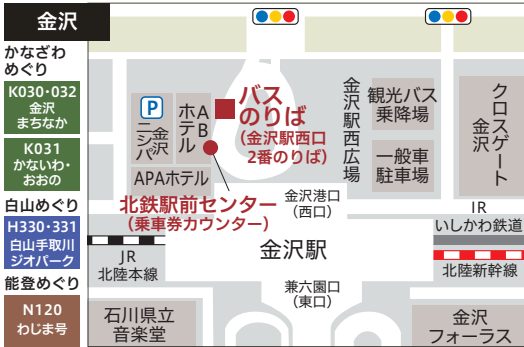 金沢
かなざわ
めぐり
K030・032
金沢
まちなか
K031
かないわ・
おおの
白山めぐり
H330・331
白山手取川
ジオパーク
能登めぐり
N120
わじま号
P
金沢
ニシパ
ABホテル
APAホテル
バス
のりば
(金沢駅西口
2番のりば)
北鉄駅前センター
(乗車券カウンター)
金沢駅西広場
観光バス
乗降場
一般車
駐車場
クロスゲート
金沢
金沢港口
(西口)
金沢駅
兼六園口
(東口)
JR
北陸本線
IR
いしかわ鉄道
北陸新幹線
石川県立
音楽堂
金沢
フォーラス